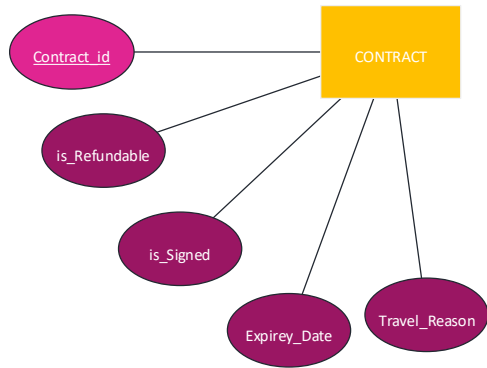 Contract_id
CONTRACT
is_Refundable
is_Signed
Expirey_Date
Travel_Reason